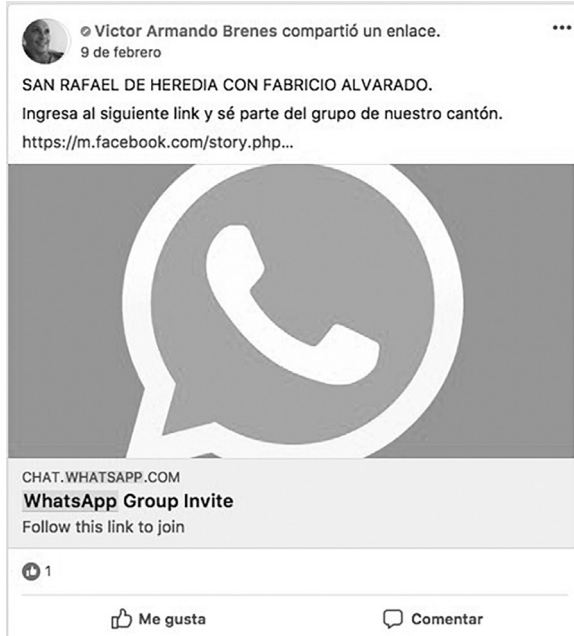 Victor Armando Brenes compartió un enlace.
9 de febrero
SAN RAFAEL DE HEREDIA CON FABRICIO ALVARADO.
Ingresa al siguiente link y sé parte del grupo de nuestro cantón.
https://m.facebook.com/story.php...
CHAT.WHATSAPP.COM
WhatsApp Group Invite
Follow this link to join
1
Me gusta
Comentar